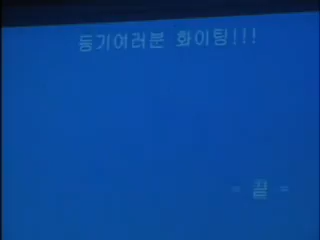 동기여러분 화이팅!!!
= 끝 =